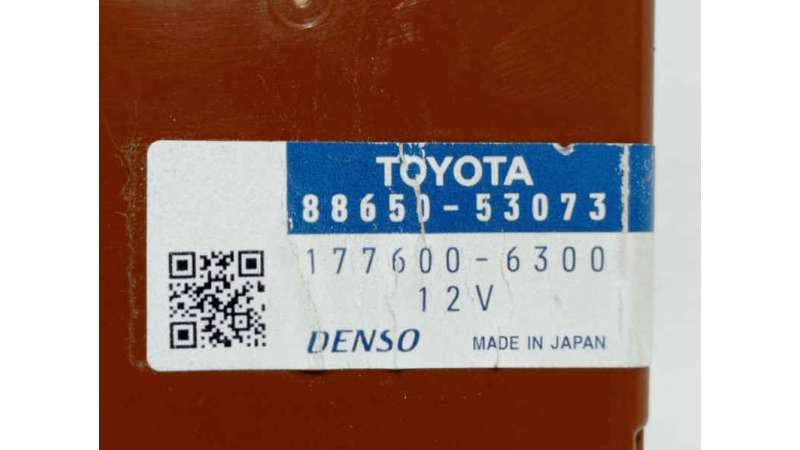 TOYOTA
88650-53073
177600-6300
12V
DENSO MADE IN JAPAN